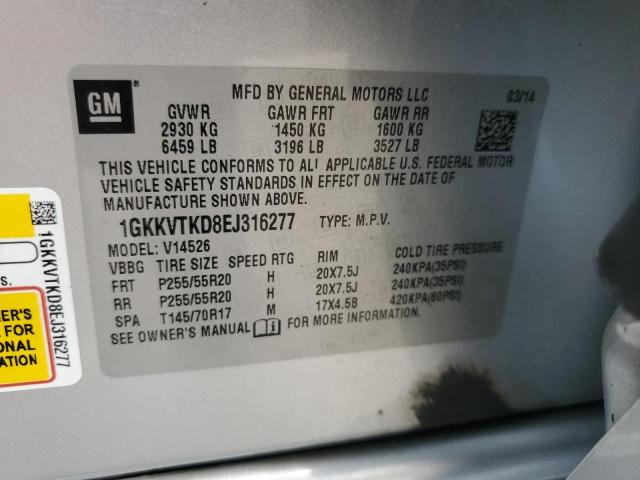 GM
MFD BY GENERAL MOTORS LLC
03/14
GVWR GAWR FRT GAWR RR
2930 KG 1450 KG 1600 KG
6459 LB 3196 LB 3527 LB
THIS VEHICLE CONFORMS TO ALL APPLICABLE U.S. FEDERAL MOTOR
VEHICLE SAFETY STANDARDS IN EFFECT ON THE DATE OF
MANUFACTURE SHOWN ABOVE.
1GKKVTKD8EJ316277 TYPE: M.P.V.
MODEL: V14526
VBBG TIRE SIZE SPEED RTG RIM COLD TIRE PRESSURE
FRT P255/55R20 H 20X7.5J 240KPA(35PSI)
RR P255/55R20 H 20X7.5J 240KPA(35PSI)
SPA T145/70R17 M 17X4.5B 420KPA(60PSI)
SEE OWNER'S MANUAL FOR MORE INFORMATION.
1GKKVTKD8EJ316277
WNER'S
E FOR
IONAL
ON